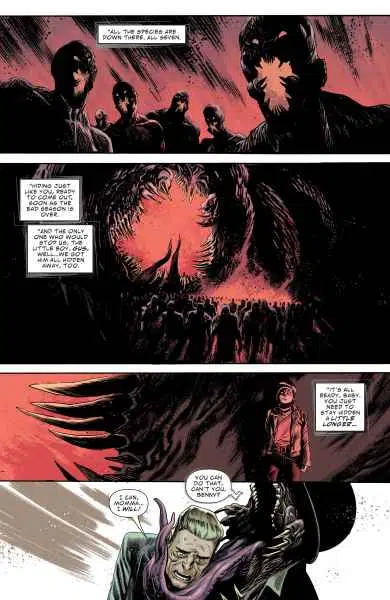 "ALL THE SPECIES ARE
DOWN THERE. ALL SEVEN.
"HIDING JUST
LIKE YOU, READY
TO COME OUT,
SOON AS THE
BAD SEASON IS
OVER.
"AND THE ONLY
ONE WHO WOULD
STOP US, THE
LITTLE BOY, GUS,
WELL...WE GOT
HIM ALL HIDDEN
AWAY, TOO.
"IT'S ALL
READY, BABY.
YOU JUST
NEED TO
STAY HIDDEN
A LITTLE
LONGER...
YOU CAN
DO THAT,
CAN'T YOU,
BENNY?
I CAN,
MOMMA...
I WILL!